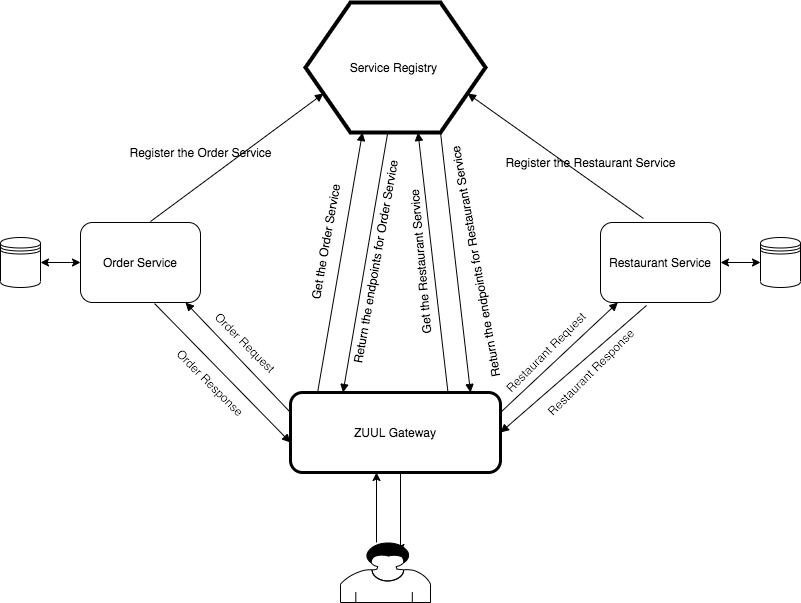 Service Registry
Register the Order Service
Register the Restaurant Service
Get the Order Service
Return the endpoints for Order Service
Get the Restaurant Service
Return the endpoints for Restaurant Service
Order Service
Restaurant Service
Order Request
Order Response
Restaurant Request
Restaurant Response
ZUUL Gateway